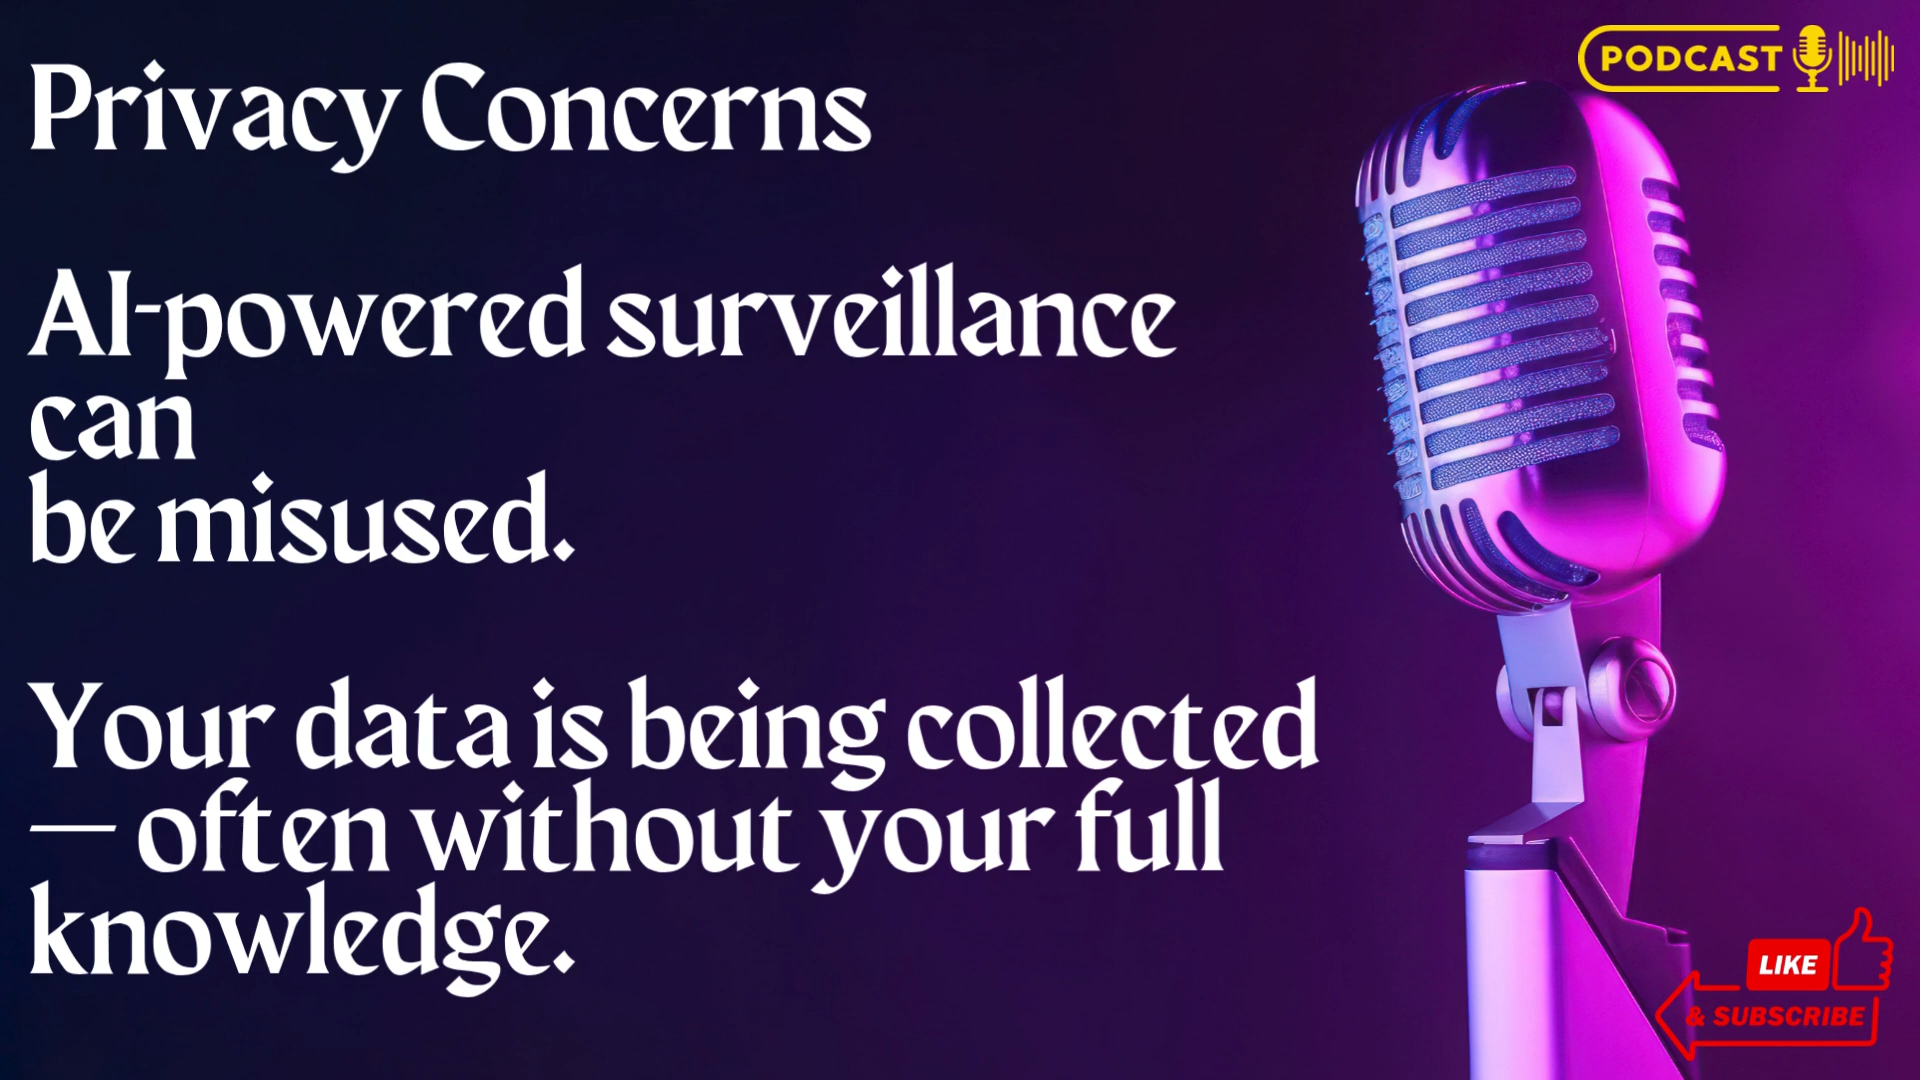 Privacy Concerns
AI-powered surveillance
can
be misused.
Your data is being collected
— often without your full
knowledge.
PODCAST
LIKE
& SUBSCRIBE